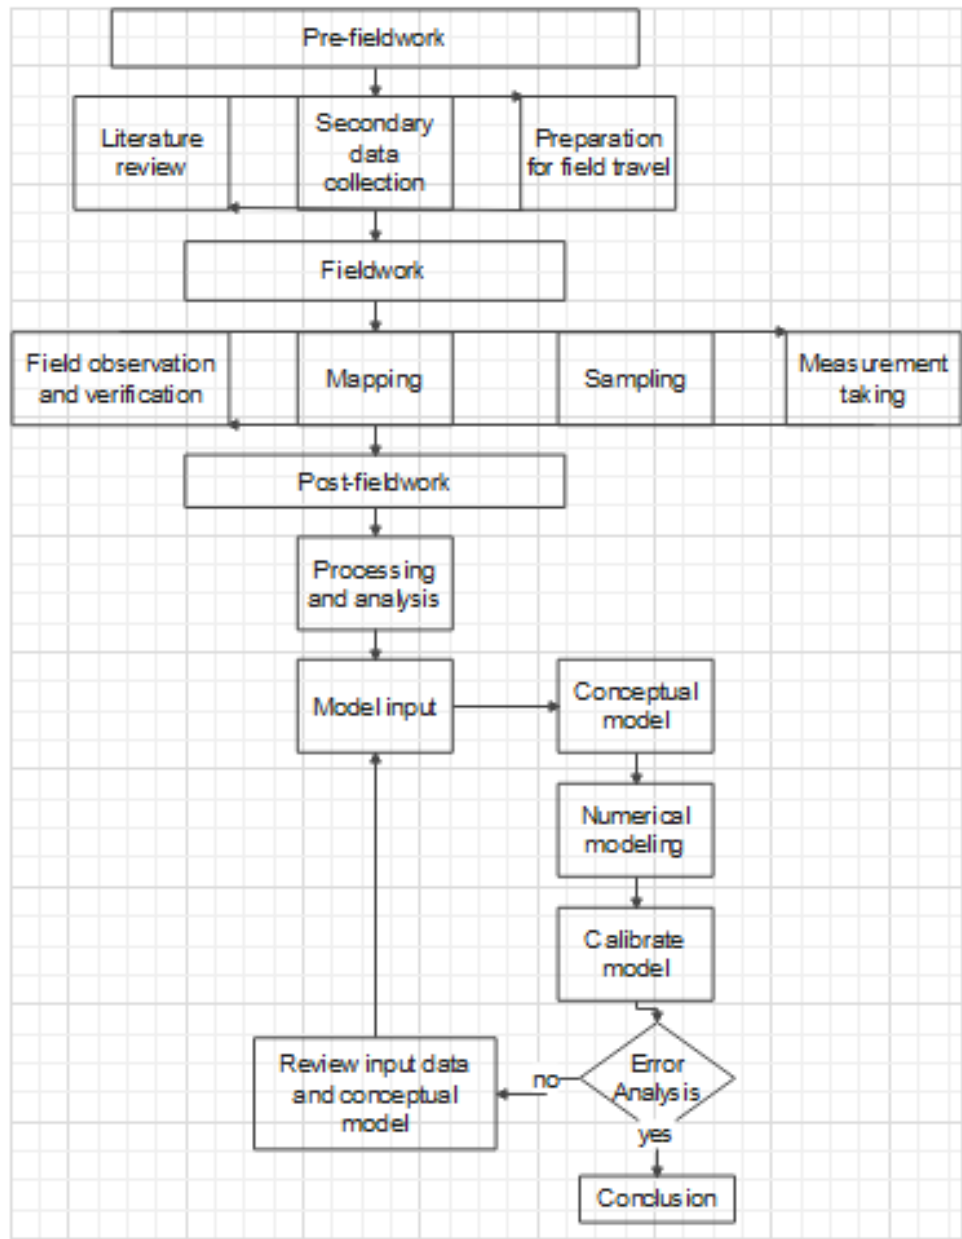 Pre-fieldwork
Literature
review
Secondary
data
collection
Preparation
for field travel
Fieldwork
Field observation
and verification
Mapping
Sampling
Measurement
taking
Post-fieldwork
Processing
and analysis
Model input
Conceptual
model
Numerical
modeling
Calibrate
model
Error
Analysis
no
Review input data
and conceptual
model
yes
Conclusion